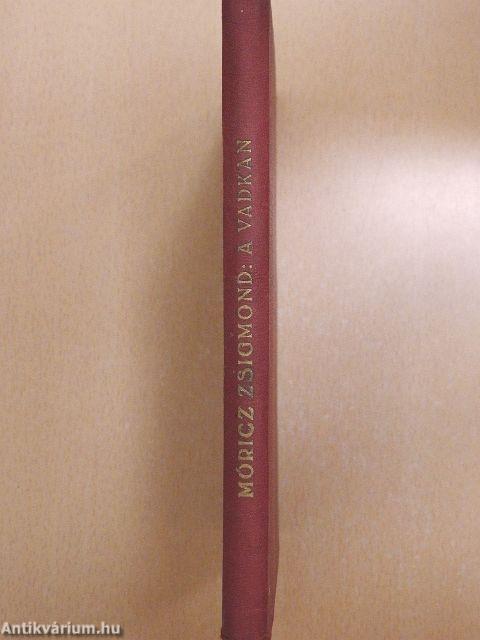 MÓRICZ ZSIGMOND: A VADKAN
Antikvárium.hu